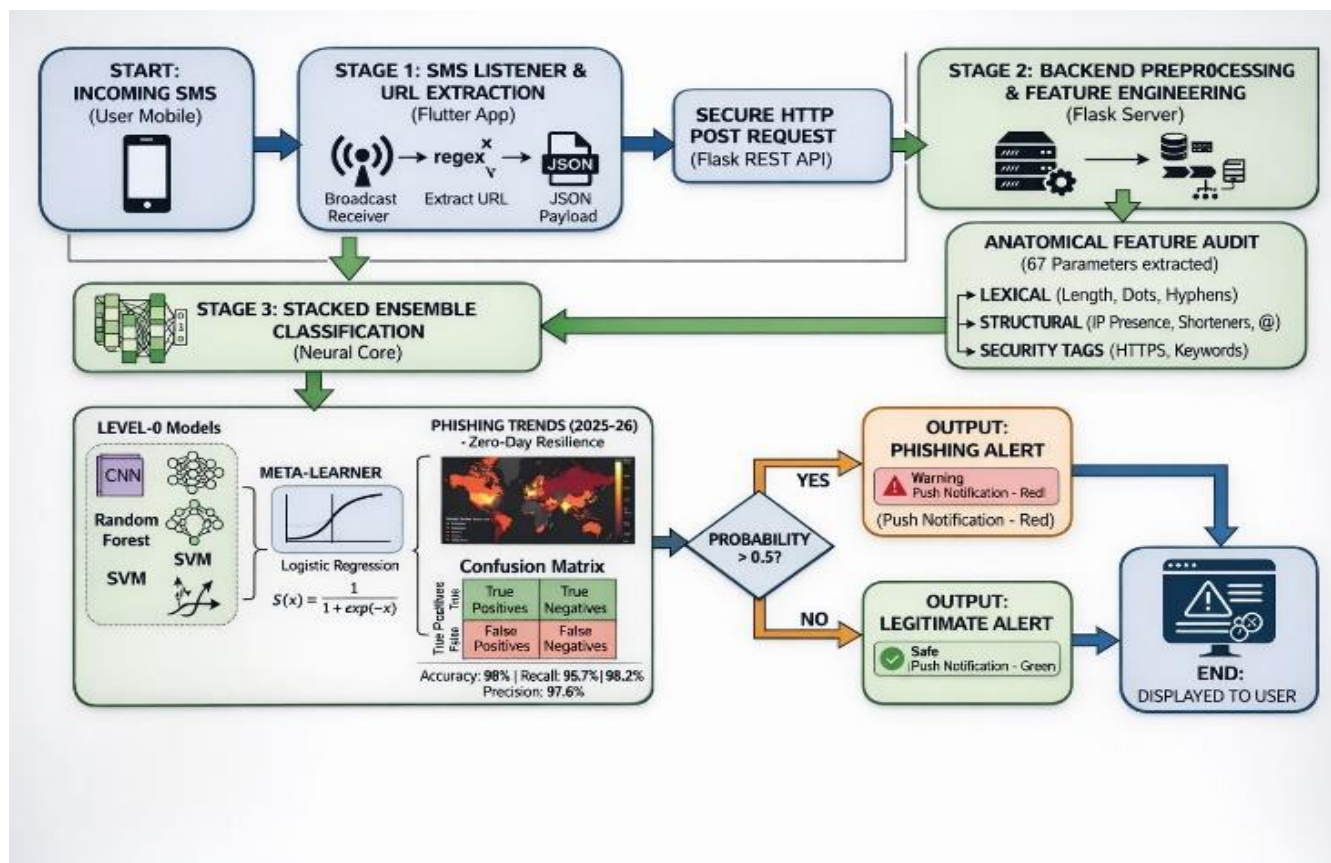 START:
INCOMING SMS
(User Mobile)
STAGE 1: SMS LISTENER &
URL EXTRACTION
(Flutter App)
regex
JSON
Broadcast
Receiver
Extract URL
JSON
Payload
SECURE HTTP
POST REQUEST
(Flask REST API)
STAGE 2: BACKEND PREPROCESSING
& FEATURE ENGINEERING
(Flask Server)
ANATOMICAL FEATURE AUDIT
(67 Parameters extracted)
LEXICAL (Length, Dots, Hyphens)
STRUCTURAL (IP Presence, Shorteners, @)
SECURITY TAGS (HTTPS, Keywords)
STAGE 3: STACKED ENSEMBLE
CLASSIFICATION
(Neural Core)
LEVEL-0 Models
CNN
Random
Forest
SVM
SVM
META-LEARNER
Logistic Regression
S(x) = 1 / 1 + exp(−x)
PHISHING TRENDS (2025-26)
- Zero-Day Resilience
Confusion Matrix
True Positives
True
False
True
Positives
True
Negatives
False
Positives
False
Negatives
Accuracy: 98% | Recall: 95.7% | 98.2%
Precision: 97.6%
PROBABILITY
> 0.5?
YES
NO
OUTPUT:
PHISHING ALERT
Warning
Push Notification - Red!
(Push Notification - Red)
OUTPUT:
LEGITIMATE ALERT
Safe
Push Notification - Green
END:
DISPLAYED TO USER